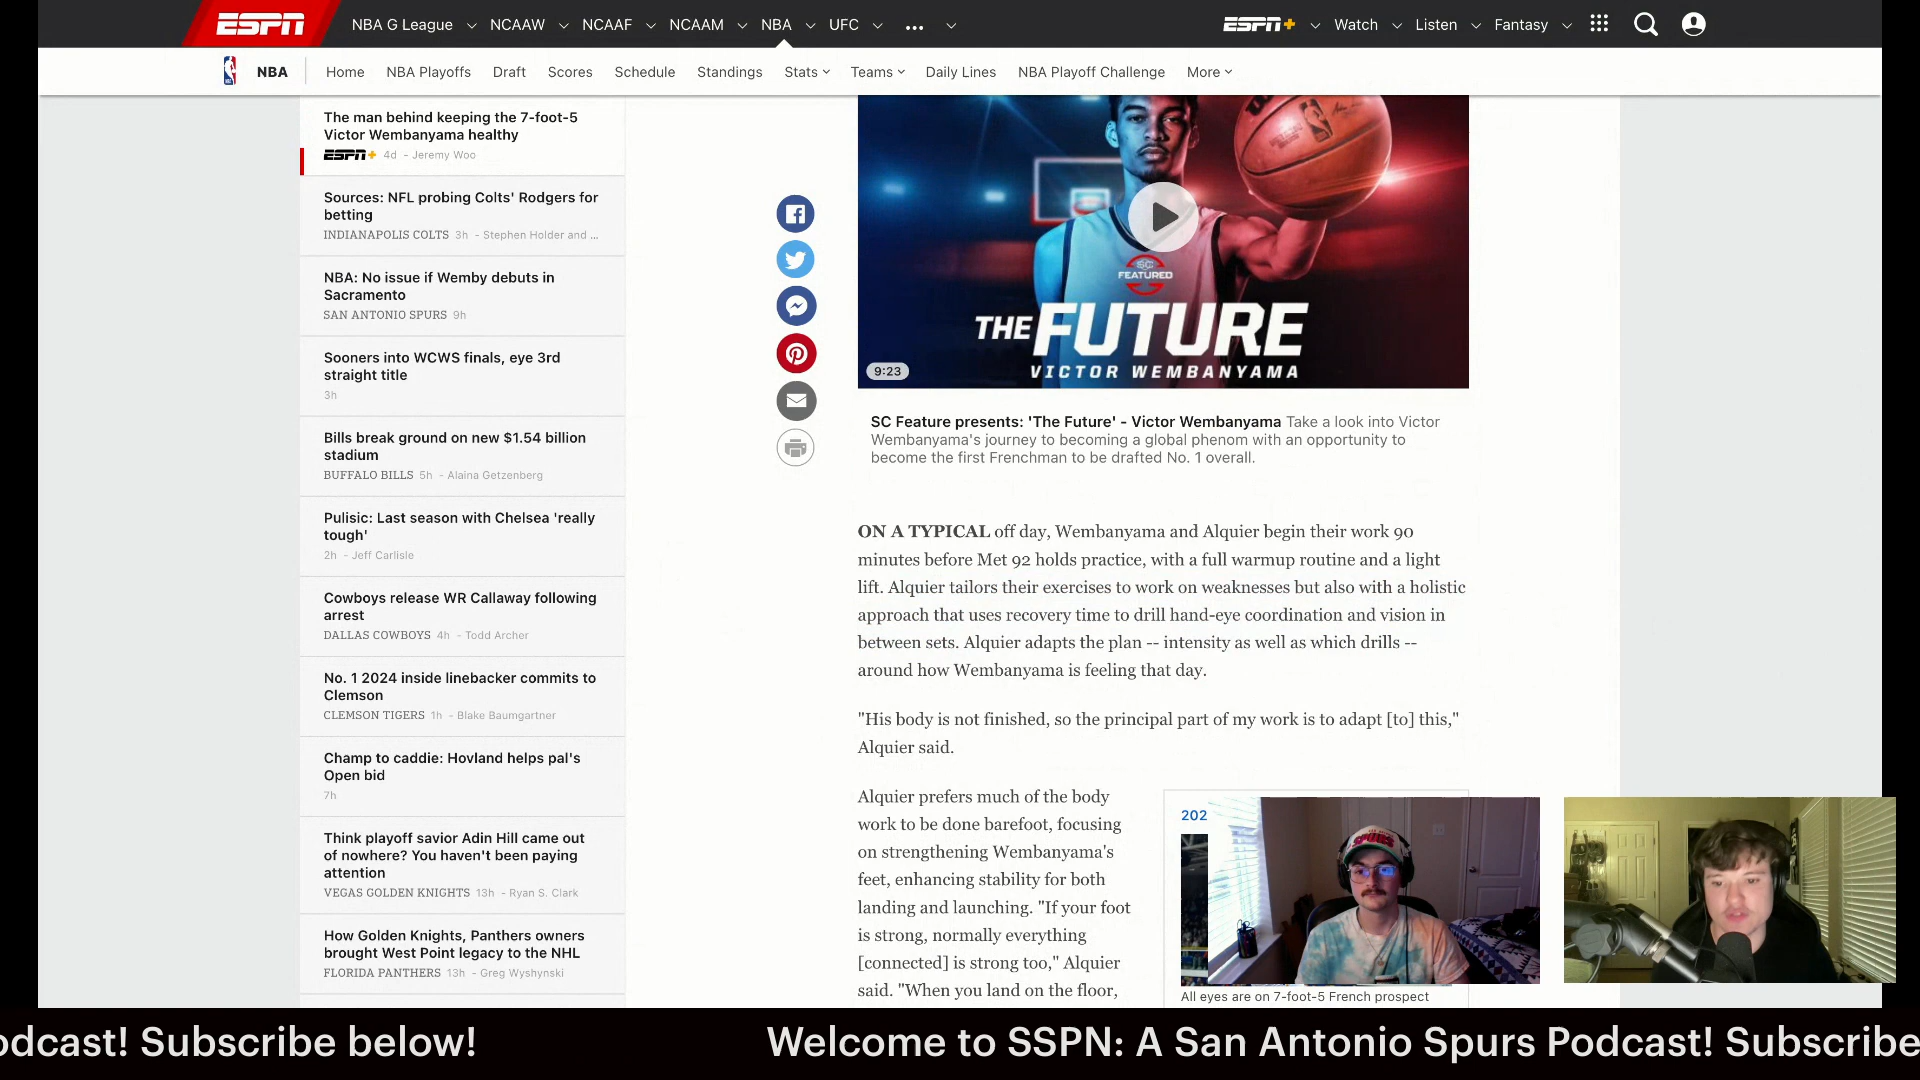 ESPN NBA G League NCAAW NCAAF NCAAM NBA UFC ... ESPN+ Watch Listen Fantasy
NBA Home NBA Playoffs Draft Scores Schedule Standings Stats Teams Daily Lines NBA Playoff Challenge More
The man behind keeping the 7-foot-5
Victor Wembanyama healthy
ESPN+ 4d - Jeremy Woo
Sources: NFL probing Colts' Rodgers for
betting
INDIANAPOLIS COLTS 3h - Stephen Holder and ...
NBA: No issue if Wemby debuts in
Sacramento
SAN ANTONIO SPURS 9h
Sooners into WCWS finals, eye 3rd
straight title
3h
Bills break ground on new $1.54 billion
stadium
BUFFALO BILLS 5h - Alaina Getzenberg
Pulisic: Last season with Chelsea 'really
tough'
2h - Jeff Carlisle
Cowboys release WR Callaway following
arrest
DALLAS COWBOYS 4h - Todd Archer
No. 1 2024 inside linebacker commits to
Clemson
CLEMSON TIGERS 1h - Blake Baumgartner
Champ to caddie: Hovland helps pal's
Open bid
7h
Think playoff savior Adin Hill came out
of nowhere? You haven't been paying
attention
VEGAS GOLDEN KNIGHTS 13h - Ryan S. Clark
How Golden Knights, Panthers owners
brought West Point legacy to the NHL
FLORIDA PANTHERS 13h - Greg Wyshynski
SC
FEATURED
THE FUTURE
VICTOR WEMBANYAMA
9:23
SC Feature presents: 'The Future' - Victor Wembanyama Take a look into Victor
Wembanyama's journey to becoming a global phenom with an opportunity to
become the first Frenchman to be drafted No. 1 overall.
ON A TYPICAL off day, Wembanyama and Alquier begin their work 90
minutes before Met 92 holds practice, with a full warmup routine and a light
lift. Alquier tailors their exercises to work on weaknesses but also with a holistic
approach that uses recovery time to drill hand-eye coordination and vision in
between sets. Alquier adapts the plan -- intensity as well as which drills --
around how Wembanyama is feeling that day.
"His body is not finished, so the principal part of my work is to adapt [to] this,"
Alquier said.
Alquier prefers much of the body
work to be done barefoot, focusing
on strengthening Wembanyama's
feet, enhancing stability for both
landing and launching. "If your foot
is strong, normally everything
[connected] is strong too," Alquier
said. "When you land on the floor,
202
SPURS
All eyes are on 7-foot-5 French prospect
odcast! Subscribe below! Welcome to SSPN: A San Antonio Spurs Podcast! Subscribe